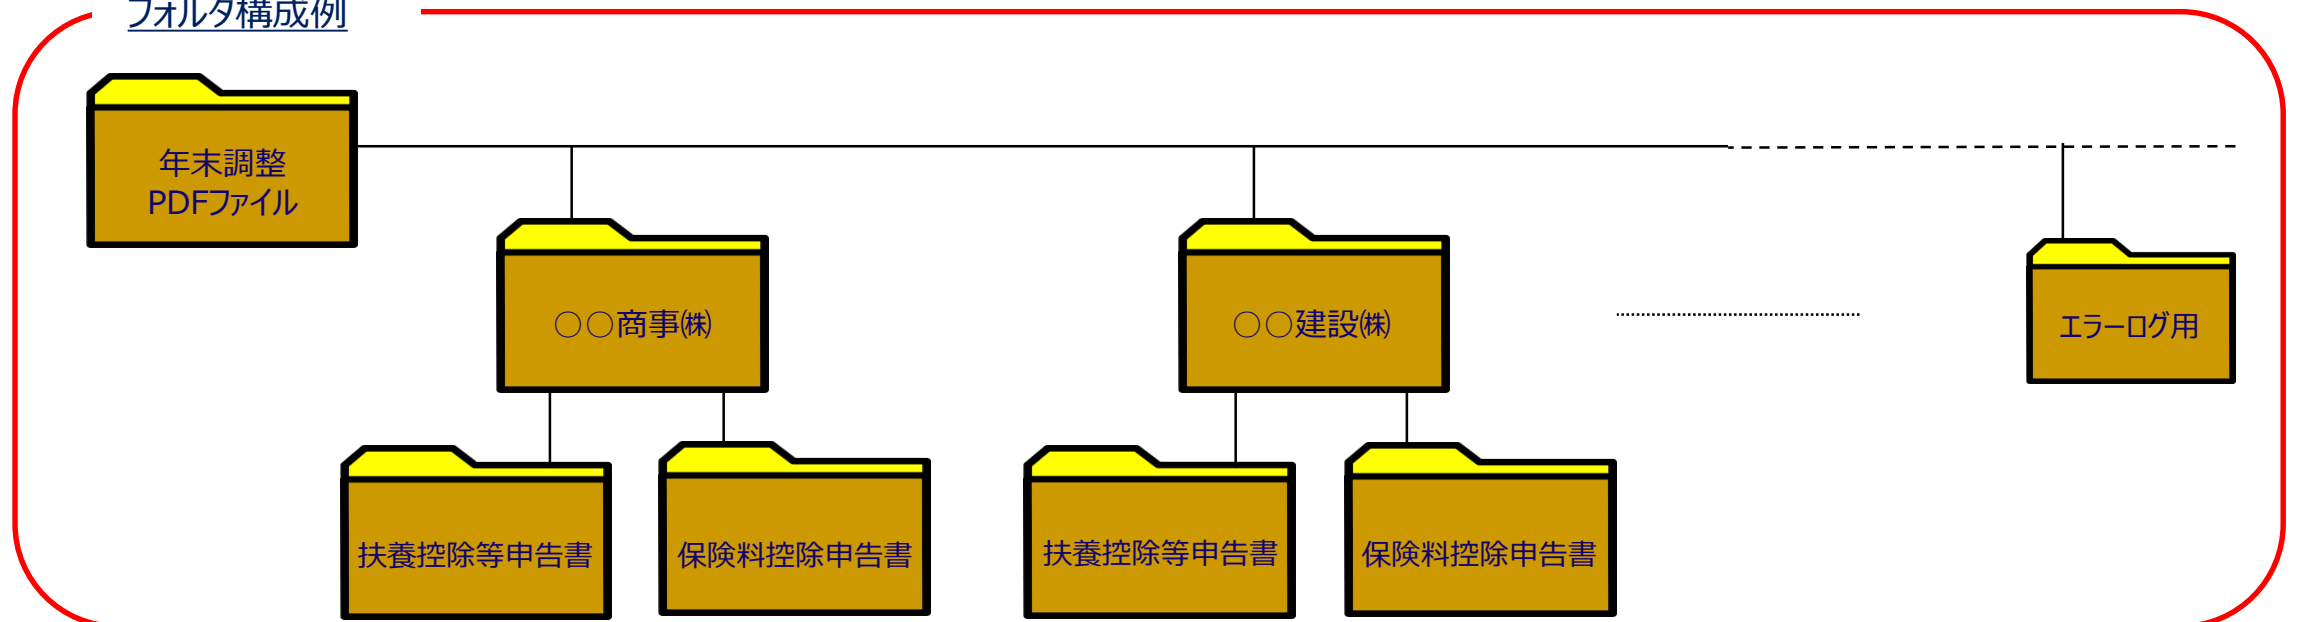 フォルダ構成例
年末調整
PDFファイル
○○商事㈱
○○建設㈱
エラーログ用
扶養控除等申告書
保険料控除申告書
扶養控除等申告書
保険料控除申告書